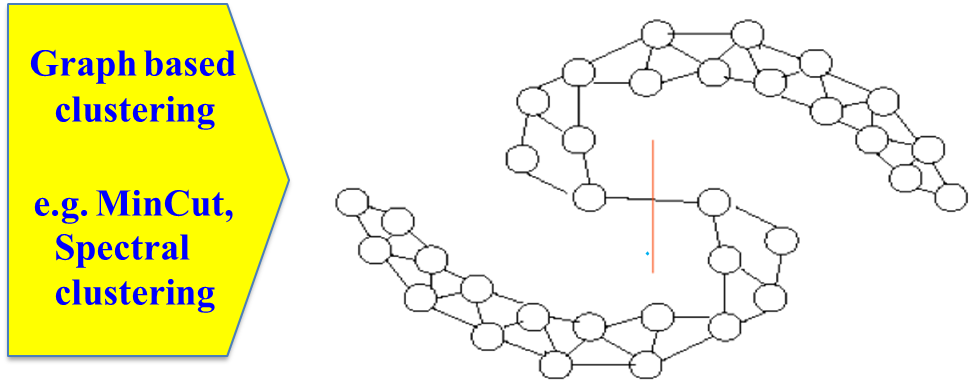 Graph based
clustering
e.g. MinCut,
Spectral
clustering